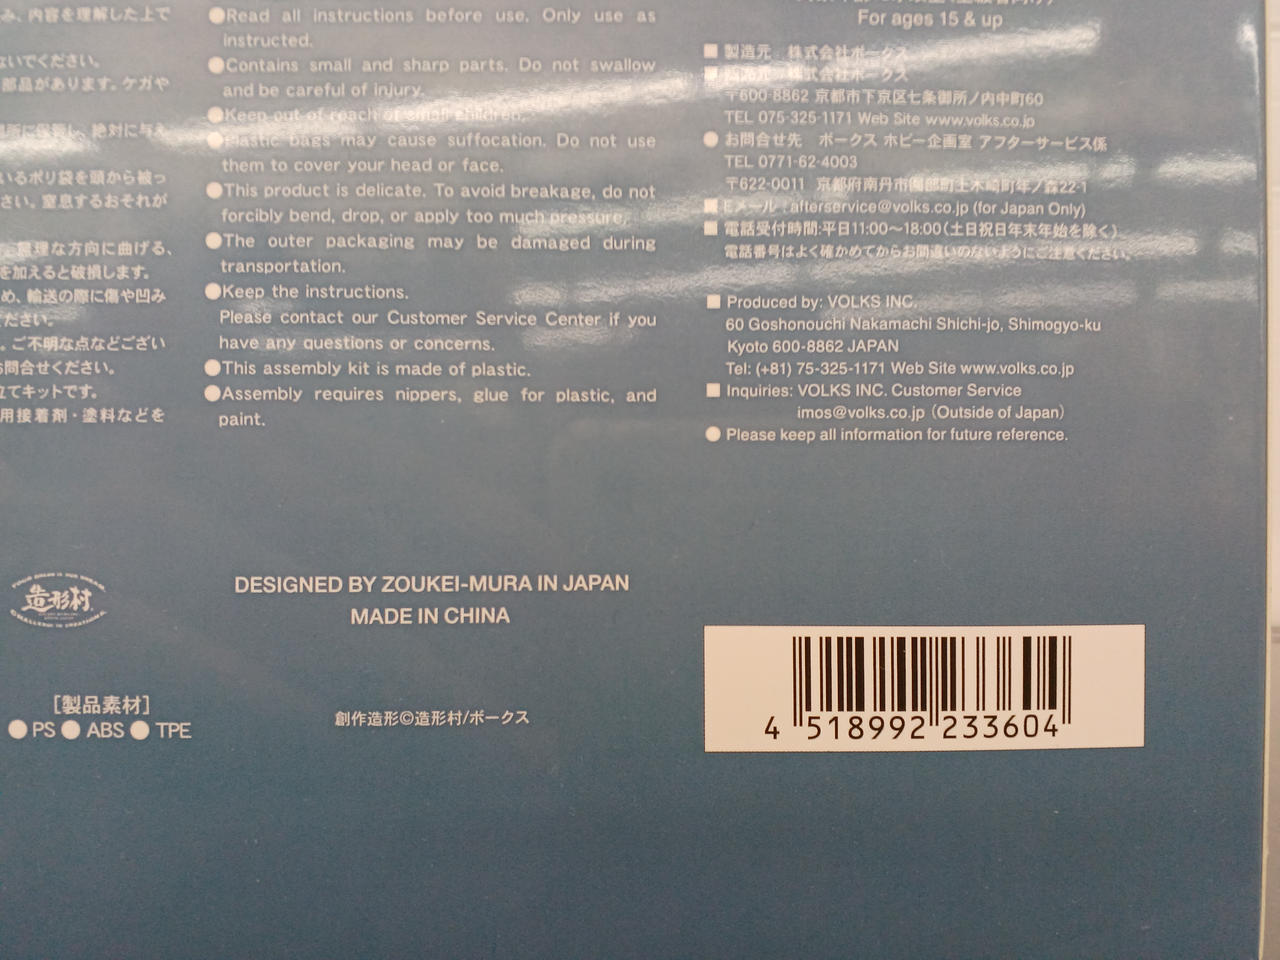 み、内容を理解した上で
ないでください。
部品があります。ケガや
絶対に与え
いるポリ袋を頭から被っ
さい。窒息するおそれが
無理な方向に曲げる、
を加えると破損します。
め、輸送の際に傷や凹み
ください。
。ご不明な点などござい
お問合せください。
立てキットです。
用接着剤・塗料などを
●Read all instructions before use. Only use as
instructed.
●Contains small and sharp parts. Do not swallow
and be careful of injury.
●Keep out of reach of small children.
●Plastic bags may cause suffocation. Do not use
them to cover your head or face.
●This product is delicate. To avoid breakage, do not
forcibly bend, drop, or apply too much pressure.
●The outer packaging may be damaged during
transportation.
●Keep the instructions.
Please contact our Customer Service Center if you
have any questions or concerns.
●This assembly kit is made of plastic.
●Assembly requires nippers, glue for plastic, and
paint.
For ages 15 & up
■ 製造元 株式会社ボークス
■ 販売元 株式会社ボークス
〒600-8862 京都市下京区七条御所ノ内中町60
TEL 075-325-1171 Web Site www.volks.co.jp
● お問合せ先 ボークス ホビー企画室 アフターサービス係
TEL 0771-62-4003
〒622-0011 京都府南丹市園部町上木崎町年ノ森22-1
■ Eメール : afterservice@volks.co.jp (for Japan Only)
■ 電話受付時間:平日11:00〜18:00(土日祝日年末年始を除く)
電話番号はよく確かめてからお間違いのないようにご注意ください。
■ Produced by: VOLKS INC.
60 Goshonouchi Nakamachi Shichi-jo, Shimogyo-ku
Kyoto 600-8862 JAPAN
Tel: (+81) 75-325-1171 Web Site www.volks.co.jp
■ Inquiries: VOLKS INC. Customer Service
imos@volks.co.jp (Outside of Japan)
● Please keep all information for future reference.
造形村
DESIGNED BY ZOUKEI-MURA IN JAPAN
MADE IN CHINA
[製品素材]
● PS ● ABS ● TPE
創作造形©造形村/ボークス
4 518992 233604